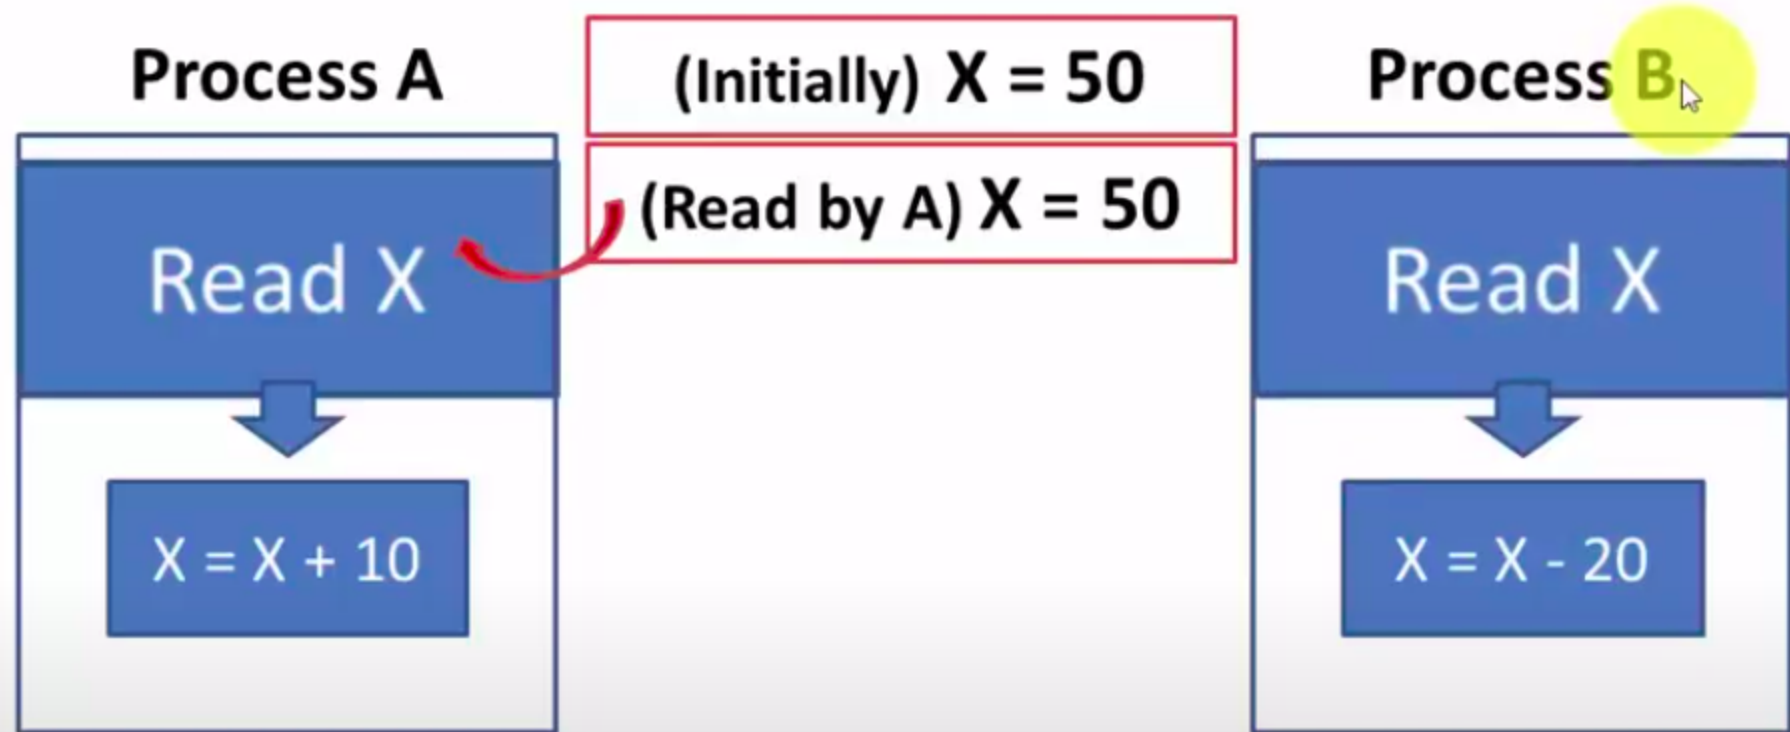 Process A
(Initially) X = 50
Process B
(Read by A) X = 50
Read X
Read X
X = X + 10
X = X - 20